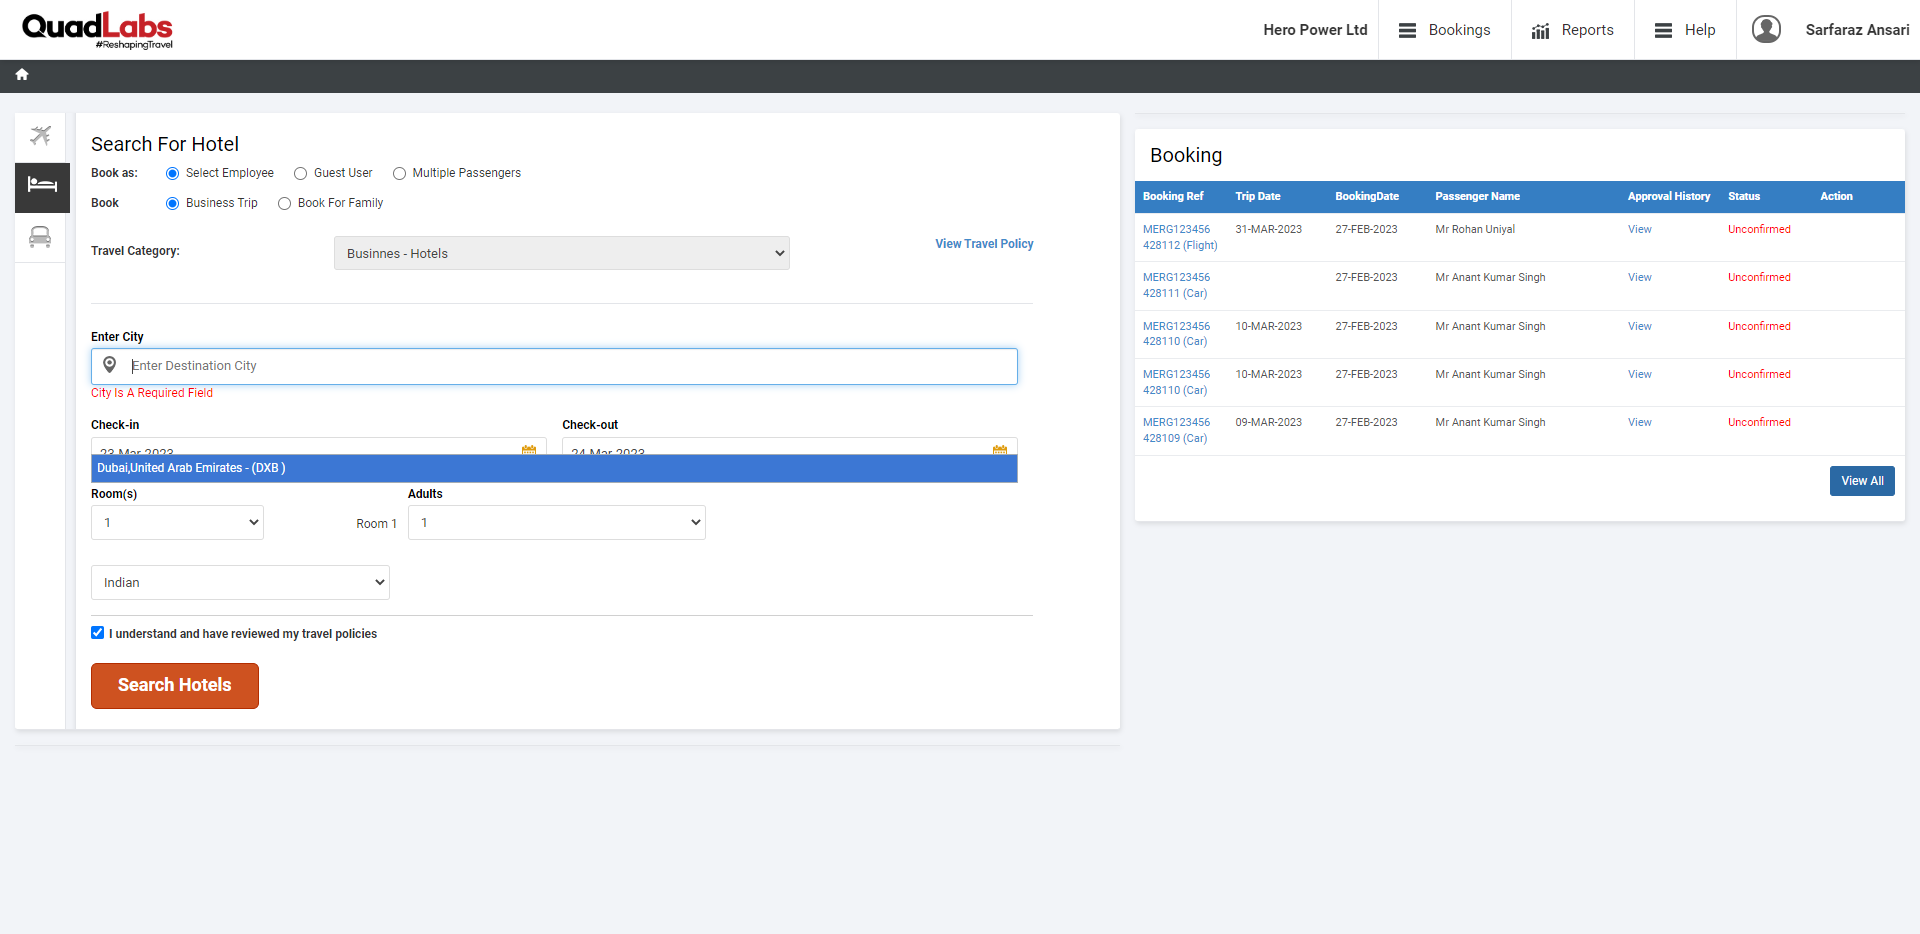 QuadLabs
#ReshapingTravel
Hero Power Ltd
Bookings
Reports
Help
Sarfaraz Ansari
Search For Hotel
Book as: Select Employee Guest User Multiple Passengers
Book Business Trip Book For Family
Travel Category: Businnes - Hotels View Travel Policy
Enter City
Enter Destination City
City Is A Required Field
Check-in Check-out
23 Mar 2023 24 Mar 2023
Dubai,United Arab Emirates - (DXB )
Room(s) Adults
1 Room 1 1
Indian
I understand and have reviewed my travel policies
Search Hotels
Booking
Booking Ref Trip Date BookingDate Passenger Name Approval History Status Action
MERG123456 31-MAR-2023 27-FEB-2023 Mr Rohan Uniyal View Unconfirmed
428112 (Flight)
MERG123456 27-FEB-2023 Mr Anant Kumar Singh View Unconfirmed
428111 (Car)
MERG123456 10-MAR-2023 27-FEB-2023 Mr Anant Kumar Singh View Unconfirmed
428110 (Car)
MERG123456 10-MAR-2023 27-FEB-2023 Mr Anant Kumar Singh View Unconfirmed
428110 (Car)
MERG123456 09-MAR-2023 27-FEB-2023 Mr Anant Kumar Singh View Unconfirmed
428109 (Car)
View All